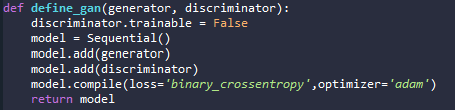 def define_gan(generator, discriminator):
    discriminator.trainable = False
    model = Sequential()
    model.add(generator)
    model.add(discriminator)
    model.compile(loss='binary_crossentropy',optimizer='adam')
    return model